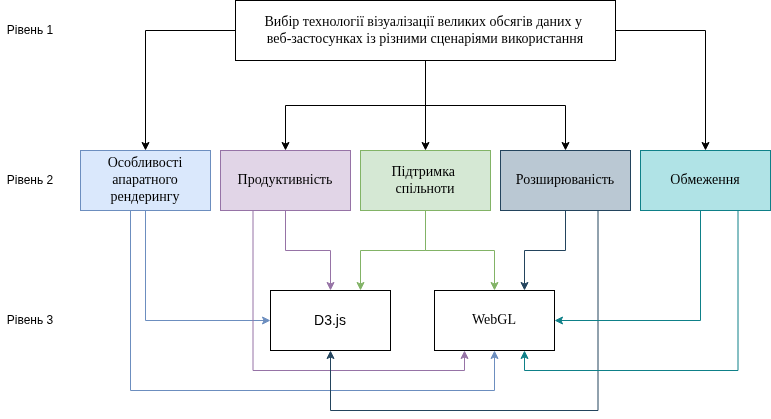 Вибір технології візуалізації великих обсягів даних у
веб-застосунках із різними сценаріями використання
Рівень 1
Рівень 2
Особливості
апаратного
рендерингу
Продуктивність
Підтримка
спільноти
Розширюваність
Обмеження
Рівень 3
D3.js
WebGL